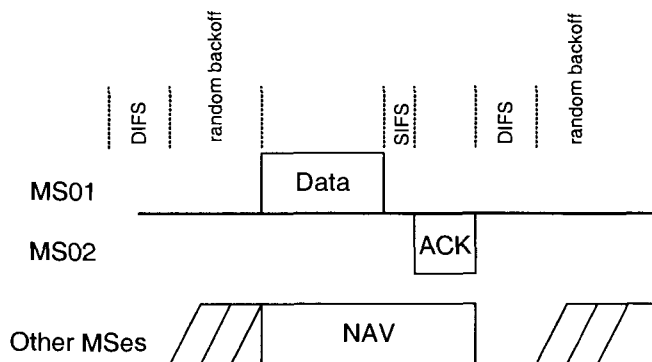 DIFS
random backoff
SIFS
DIFS
random backoff
MS01
Data
MS02
ACK
Other MSes
NAV